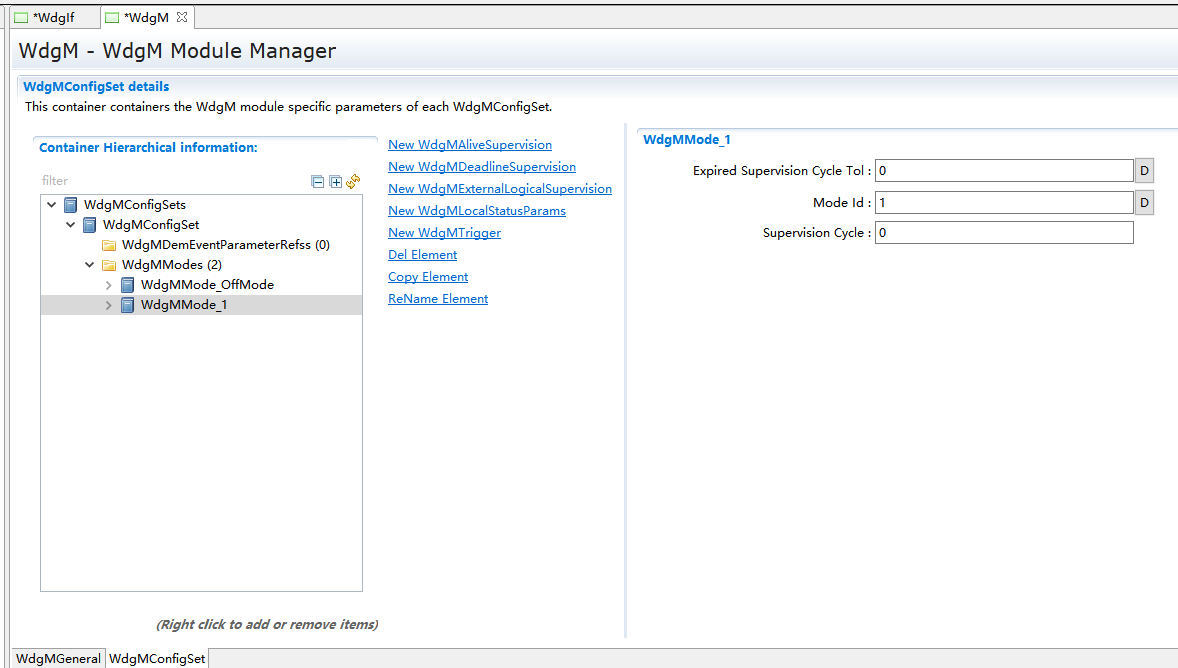 *WdgIf
*WdgM
WdgM - WdgM Module Manager
WdgMConfigSet details
This container containers the WdgM module specific parameters of each WdgMConfigSet.
Container Hierarchical information:
filter
WdgMConfigSets
WdgMConfigSet
WdgMDemEventParameterRefss (0)
WdgMModes (2)
WdgMMode_OffMode
WdgMMode_1
(Right click to add or remove items)
New WdgMAliveSupervision
New WdgMDeadlineSupervision
New WdgMExternalLogicalSupervision
New WdgMLocalStatusParams
New WdgMTrigger
Del Element
Copy Element
ReName Element
WdgMMode_1
Expired Supervision Cycle Tol : 0 D
Mode Id : 1 D
Supervision Cycle : 0
WdgMGeneral
WdgMConfigSet